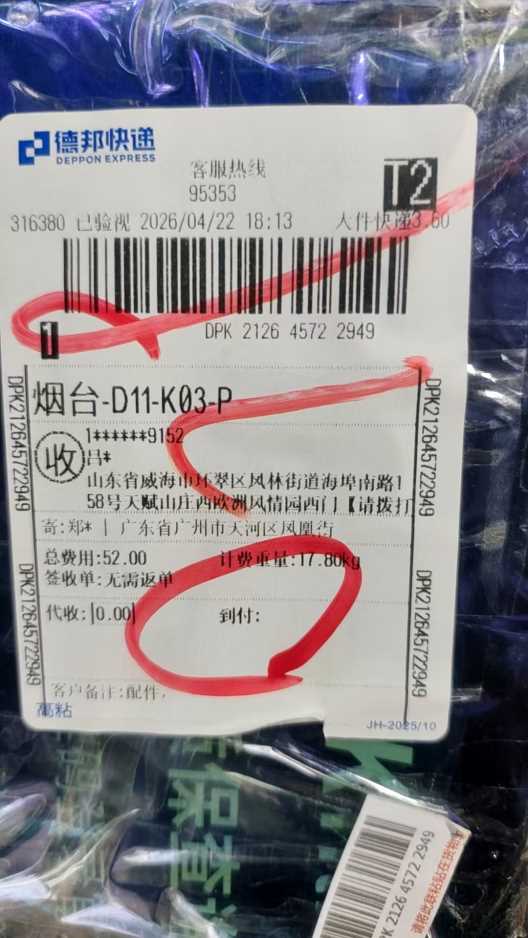 德邦快递
DEPPON EXPRESS
客服热线
95353
T2
316380 已验视 2026/04/22 18:13 大件快递3.60
DPK 2126 4572 2949
1
烟台-D11-K03-P
收
1******9152
吕*
山东省威海市环翠区凤林街道海埠南路1
58号天赋山庄西欧洲风情园西门【请拨打
寄:郑* | 广东省广州市天河区凤凰街
总费用:52.00 计费重量:17.80kg
签收单:无需返单
代收:[0.00] 到付:
客户备注:配件,
高粘
JH-2025/10
DPK212645722949
DPK212645722949
DPK212645722949
DPK212645722949
保查
K 2126 4572 2949